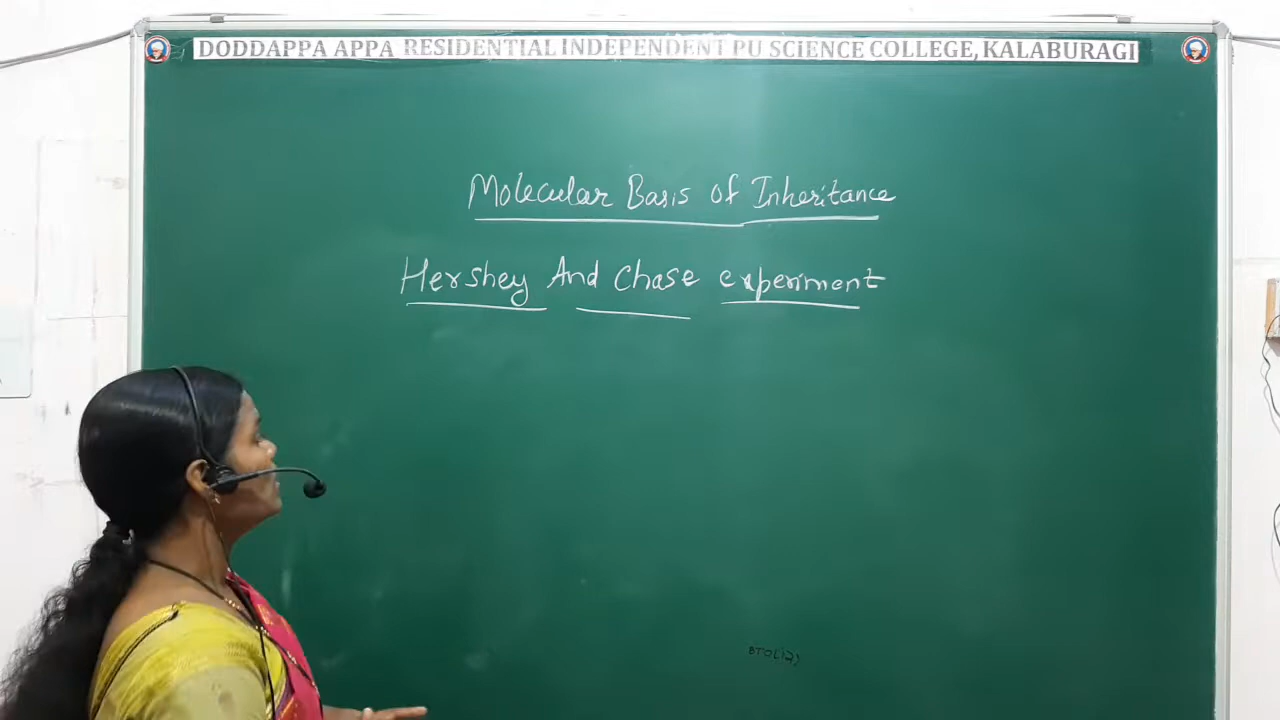 DODDAPPA APPA RESIDENTIAL INDEPENDENT PU SCIENCE COLLEGE, KALABURAGI
Molecular Basis of Inheritance
Hershey And Chase experiment